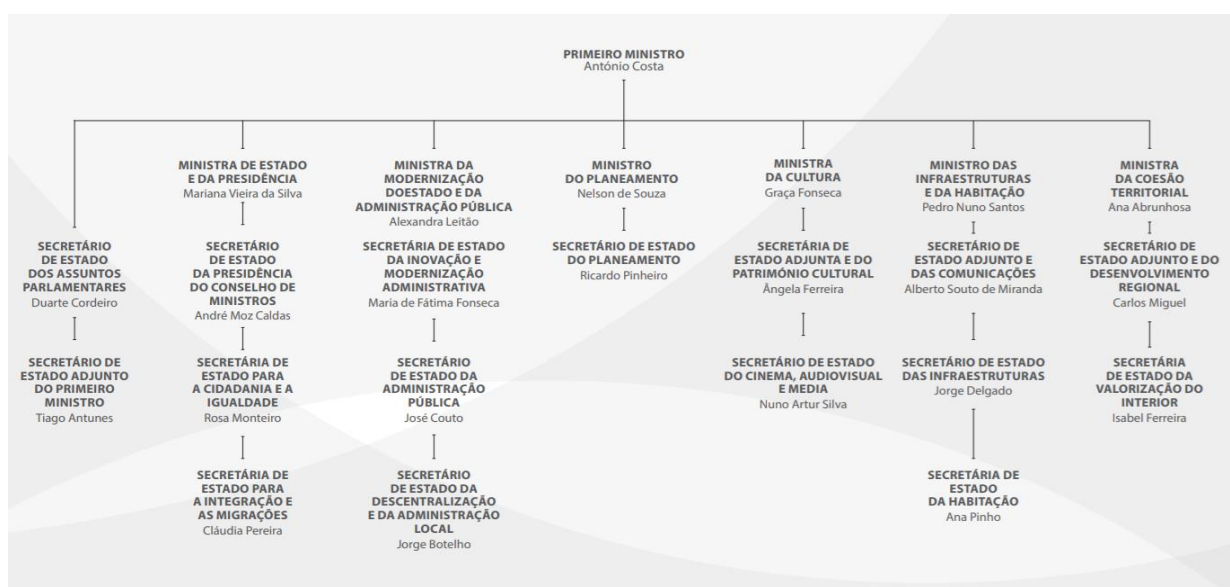 PRIMEIRO MINISTRO
António Costa
SECRETÁRIO
DE ESTADO
DOS ASSUNTOS
PARLAMENTARES
Duarte Cordeiro
SECRETÁRIO DE
ESTADO ADJUNTO
DO PRIMEIRO
MINISTRO
Tiago Antunes
MINISTRA DE ESTADO
E DA PRESIDÊNCIA
Mariana Vieira da Silva
SECRETÁRIO
DE ESTADO
DA PRESIDÊNCIA
DO CONSELHO DE
MINISTROS
André Moz Caldas
SECRETÁRIA DE
ESTADO PARA
A CIDADANIA E A
IGUALDADE
Rosa Monteiro
SECRETÁRIA DE
ESTADO PARA
A INTEGRAÇÃO E
AS MIGRAÇÕES
Cláudia Pereira
MINISTRA DA
MODERNIZAÇÃO
DOESTADO E DA
ADMINISTRAÇÃO PÚBLICA
Alexandra Leitão
SECRETÁRIA DE ESTADO
DA INOVAÇÃO E
MODERNIZAÇÃO
ADMINISTRATIVA
Maria de Fátima Fonseca
SECRETÁRIO
DE ESTADO DA
ADMINISTRAÇÃO
PÚBLICA
José Couto
SECRETÁRIO
DE ESTADO DA
DESCENTRALIZAÇÃO
E DA ADMINISTRAÇÃO
LOCAL
Jorge Botelho
MINISTRO
DO PLANEAMENTO
Nelson de Souza
SECRETÁRIO DE ESTADO
DO PLANEAMENTO
Ricardo Pinheiro
MINISTRA
DA CULTURA
Graça Fonseca
SECRETÁRIA DE
ESTADO ADJUNTA E DO
PATRIMÓNIO CULTURAL
Ângela Ferreira
SECRETÁRIO DE ESTADO
DO CINEMA, AUDIOVISUAL
E MEDIA
Nuno Artur Silva
MINISTRO DAS
INFRAESTRUTURAS
E DA HABITAÇÃO
Pedro Nuno Santos
SECRETÁRIO DE
ESTADO ADJUNTO E
DAS COMUNICAÇÕES
Alberto Souto de Miranda
SECRETÁRIO DE ESTADO
DAS INFRAESTRUTURAS
Jorge Delgado
SECRETÁRIA DE
ESTADO
DA HABITAÇÃO
Ana Pinho
MINISTRA
DA COESÃO
TERRITORIAL
Ana Abrunhosa
SECRETÁRIO DE
ESTADO ADJUNTO E DO
DESENVOLVIMENTO
REGIONAL
Carlos Miguel
SECRETÁRIA
DE ESTADO DA
VALORIZAÇÃO DO
INTERIOR
Isabel Ferreira